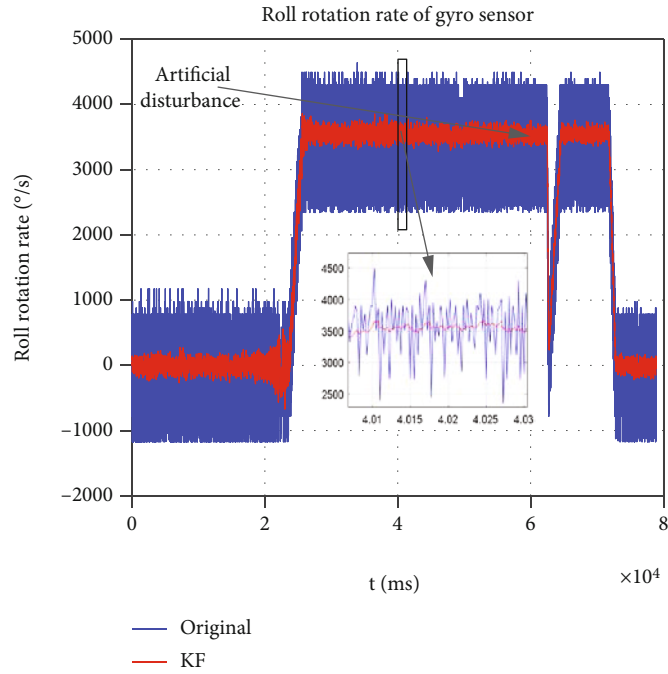 Roll rotation rate of gyro sensor
5000
4000
3000
2000
1000
0
−1000
−2000
Roll rotation rate (°/s)
Artificial
disturbance
4500
4000
3500
3000
2500
4.01 4.015 4.02 4.025 4.03
0 2 4 6 8
t (ms)
×10⁴
Original
KF